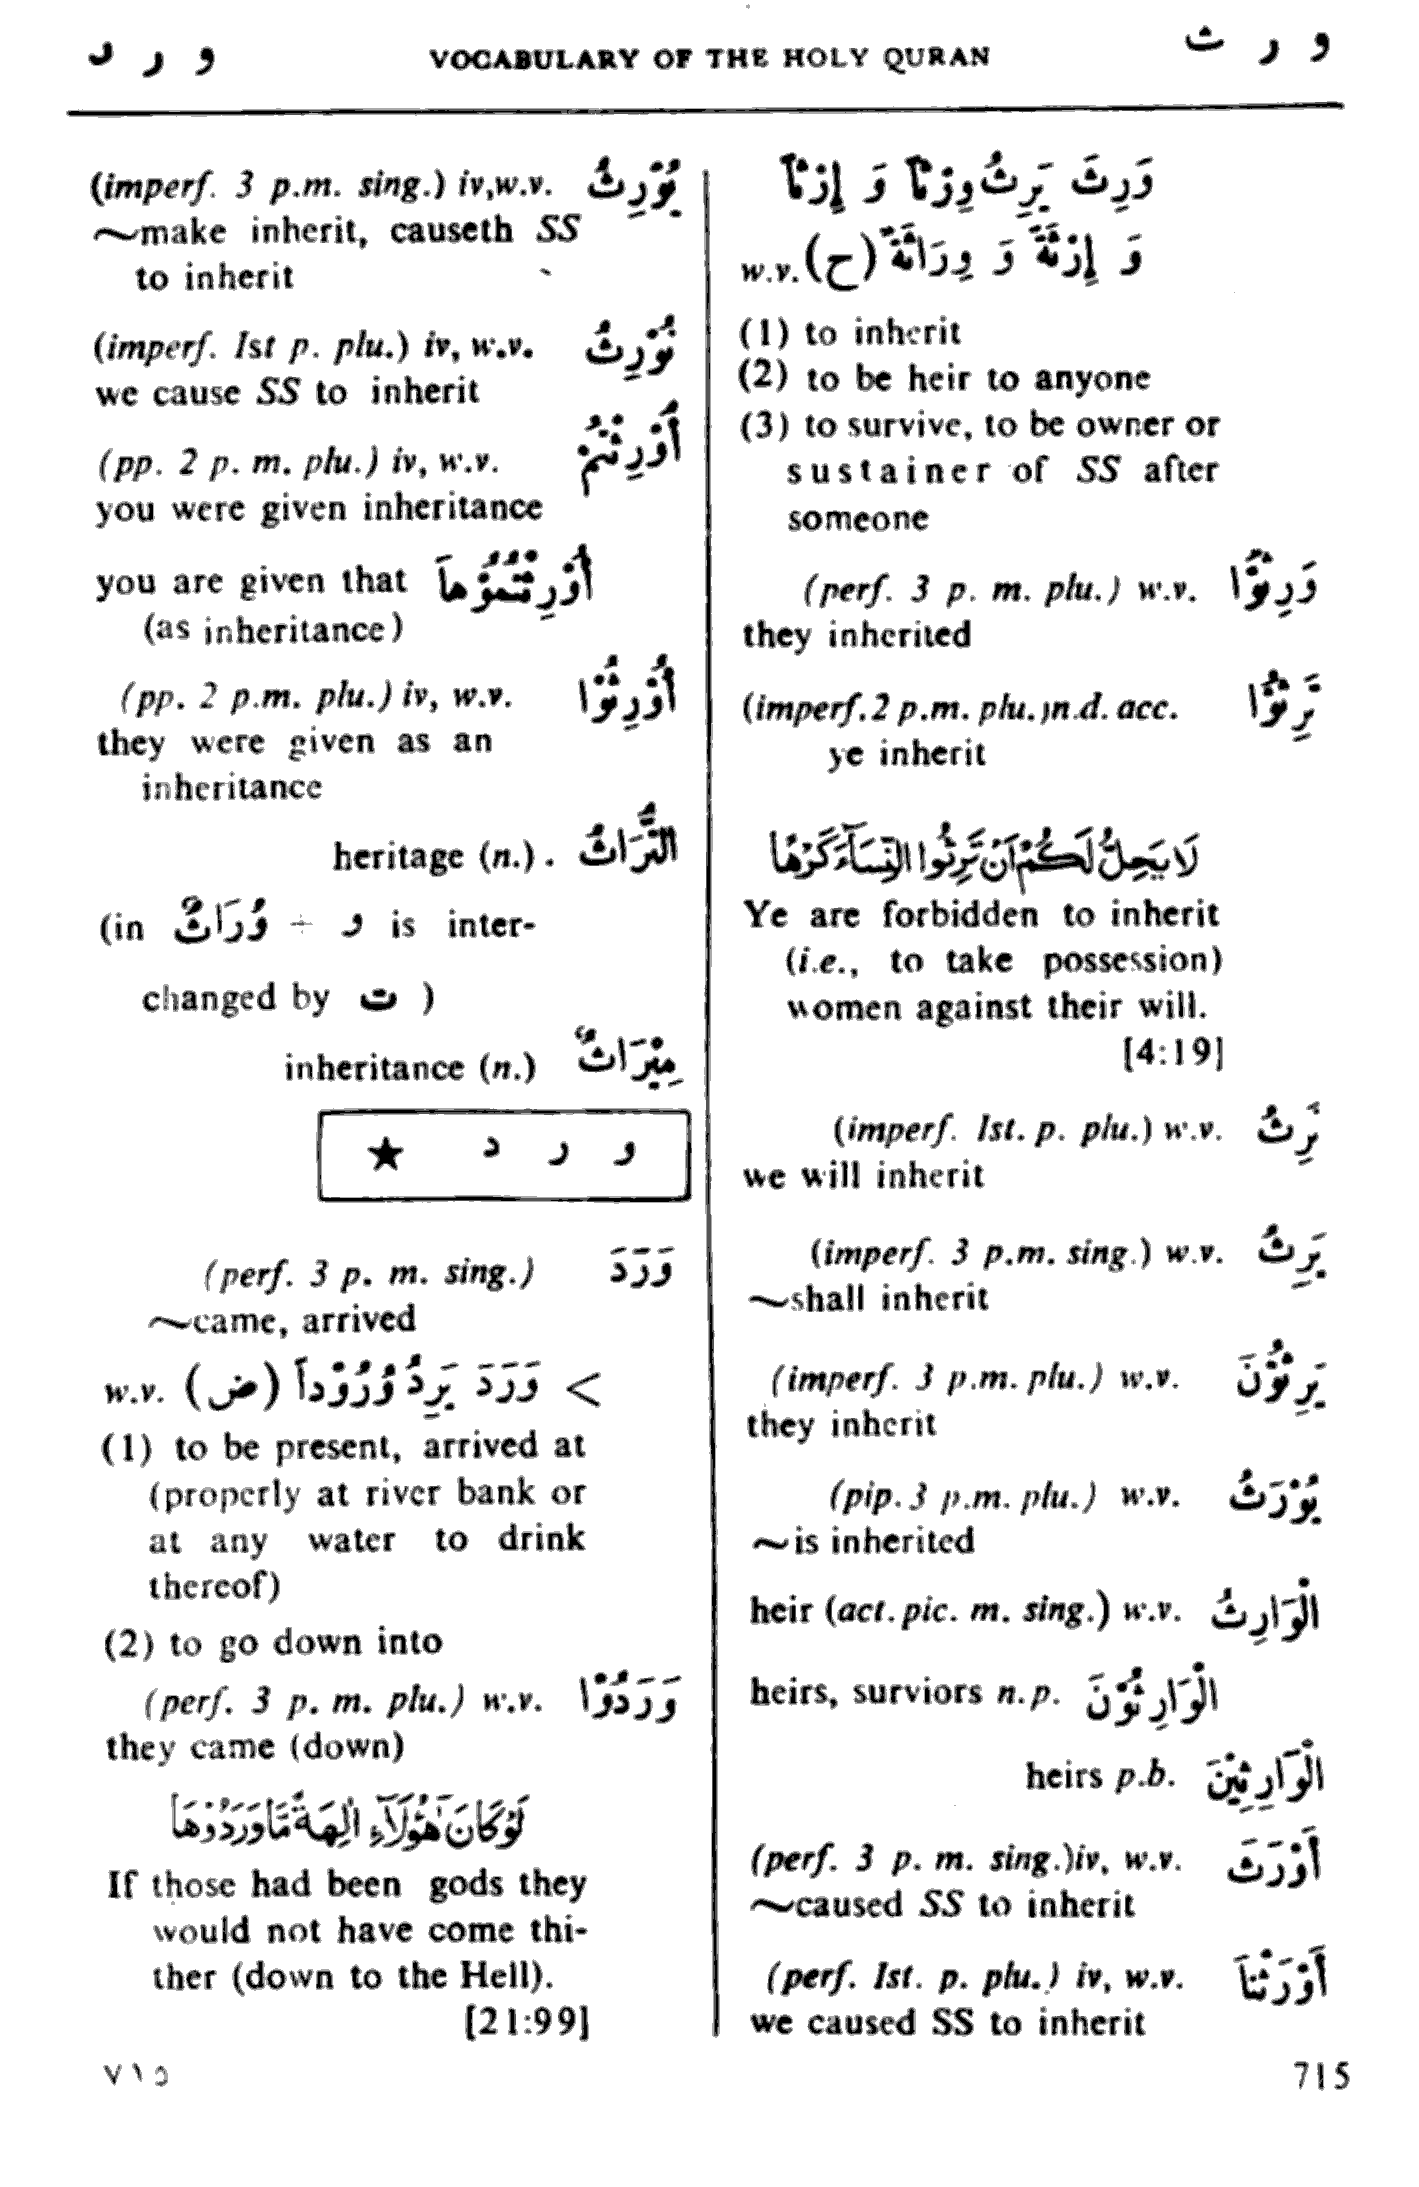 و ر د VOCABULARY OF THE HOLY QURAN و ر ث
وَرِثَ يَرِثُ وِرْثًا وَ إِرْثًا
وَ إِرْثَةً وَ وِرَاثَةً (ح) w.v.
(1) to inherit
(2) to be heir to anyone
(3) to survive, to be owner or
sustainer of SS after
someone
(perf. 3 p. m. plu.) w.v. وَرِثُوْا
they inherited
(imperf. 2 p.m. plu.) n.d. acc. تَرِثُوْا
ye inherit
لَا يَحِلُّ لَكُمْ اَنْ تَرِثُوا النِّسَآءَ كَرْهًا
Ye are forbidden to inherit
(i.e., to take possession)
women against their will.
[4:19]
(imperf. Ist. p. plu.) w.v. نَرِثُ
we will inherit
(imperf. 3 p.m. sing.) w.v. يَرِثُ
~shall inherit
(imperf. 3 p.m. plu.) w.v. يَرِثُوْنَ
they inherit
(pip. 3 p.m. plu.) w.v. يُوْرَثُ
~is inherited
heir (act. pic. m. sing.) w.v. الْوَارِثُ
heirs, surviors n.p. الْوَارِثُوْنَ
heirs p.b. الْوَارِثِيْنَ
(perf. 3 p. m. sing.) iv, w.v. أَوْرَثَ
~caused SS to inherit
(perf. Ist. p. plu.) iv, w.v. أَوْرَثْنَا
we caused SS to inherit
(imperf. 3 p.m. sing.) iv,w.v. يُوْرِثُ
~make inherit, causeth SS
to inherit
(imperf. Ist p. plu.) iv, w.v. نُوْرِثُ
we cause SS to inherit
(pp. 2 p. m. plu.) iv, w.v. أُوْرِثْتُمْ
you were given inheritance
you are given that أُوْرِثْتُمُوْهَا
(as inheritance)
(pp. 2 p.m. plu.) iv, w.v. أُوْرِثُوْا
they were given as an
inheritance
heritage (n.). التُّرَاثُ
(in وُرَاثٌ ÷ و is inter-
changed by ت )
inheritance (n.) مِيْرَاثٌ
و ر د ★
(perf. 3 p. m. sing.) وَرَدَ
~came, arrived
< وَرَدَ يَرِدُ وُرُوْداً (ض) w.v.
(1) to be present, arrived at
(properly at river bank or
at any water to drink
thereof)
(2) to go down into
(perf. 3 p. m. plu.) w.v. وَرَدُوْا
they came (down)
لَوْ كَانَ هٰٓؤُلَآءِ اٰلِهَةً مَّا وَرَدُوْهَا
If those had been gods they
would not have come thi-
ther (down to the Hell).
[21:99]
٧١٥ 715